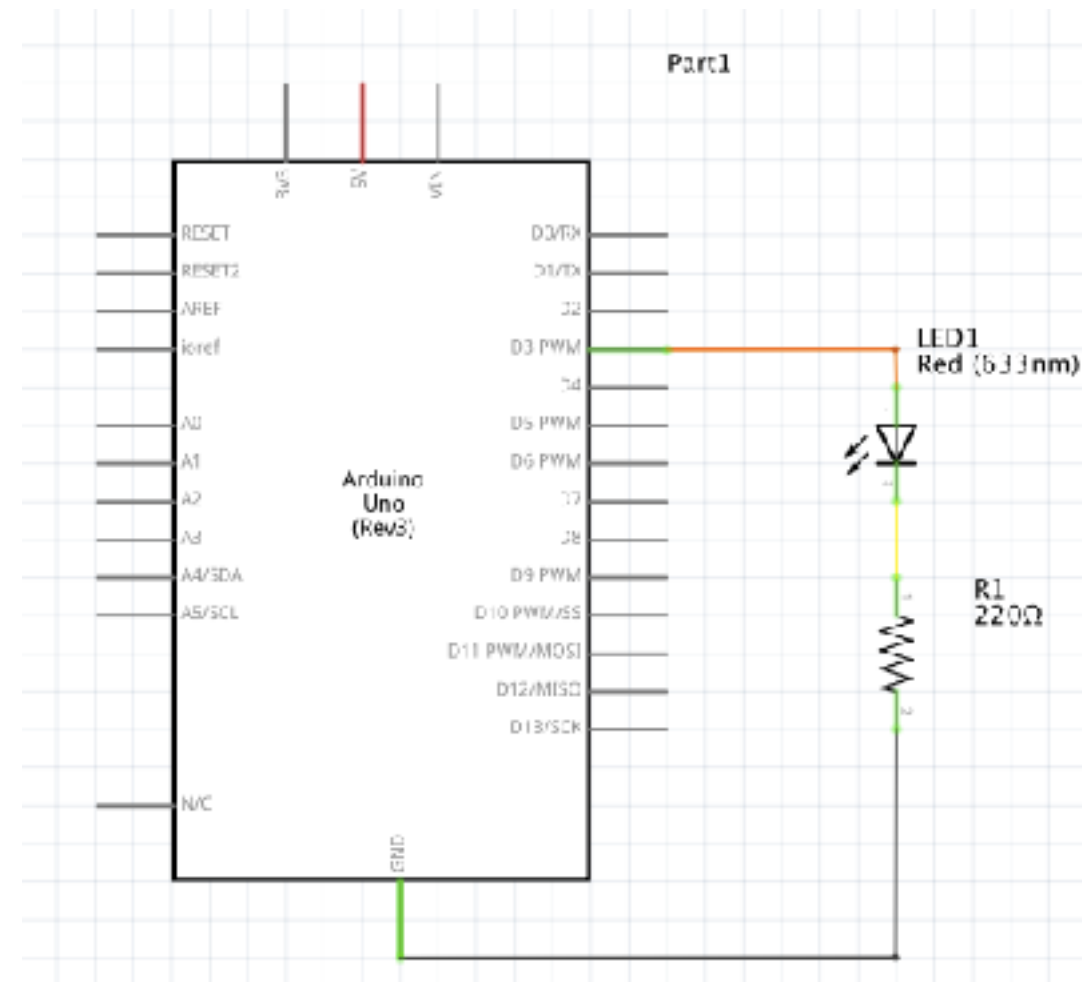 Part1
3V3
5V
VIN
RESET
RESET2
AREF
ioref
A0
A1
A2
A3
A4/SDA
A5/SCL
N/C
D0/RX
D1/TX
D2
D3 PWM
D4
D5 PWM
D6 PWM
D7
D8
D9 PWM
D10 PWM/SS
D11 PWM/MOSI
D12/MISO
D13/SCK
Arduino
Uno
(Rev3)
GND
LED1
Red (633nm)
R1
220Ω
1
2